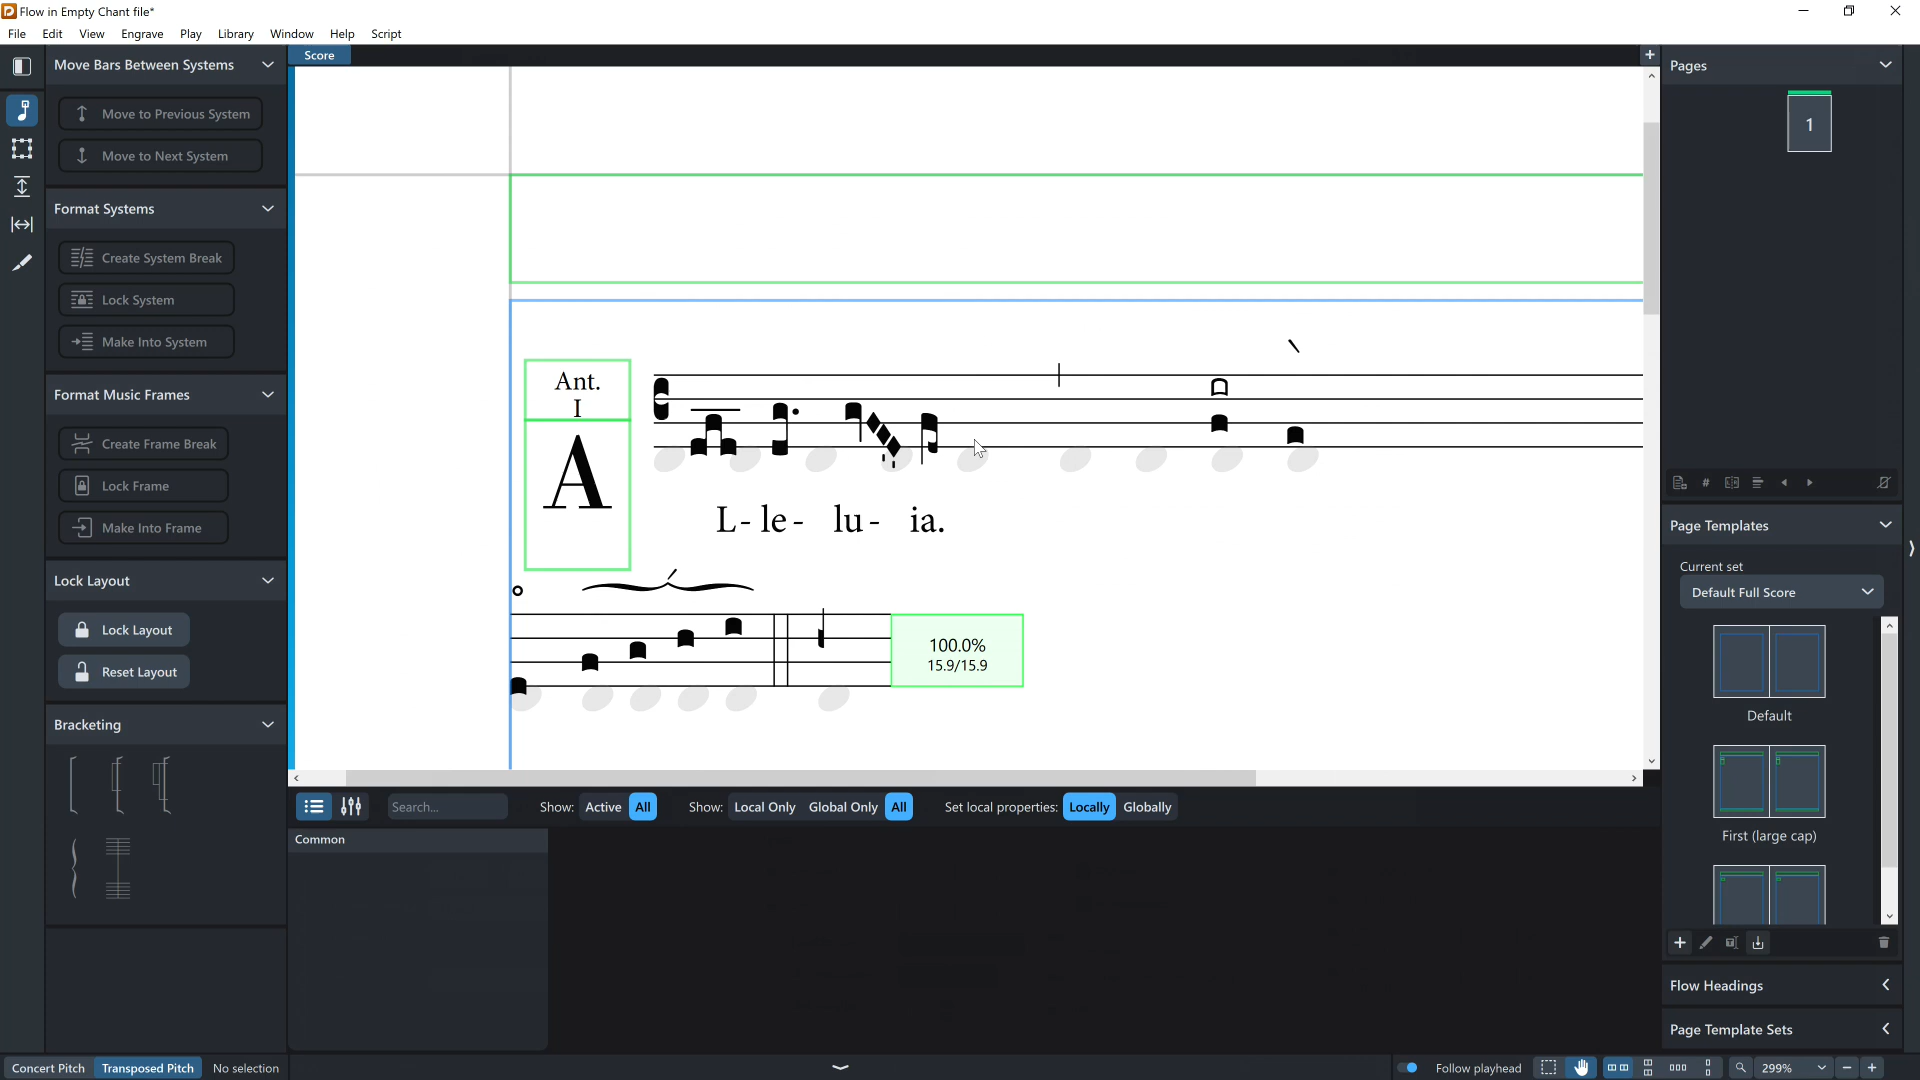 Flow in Empty Chant file*
File Edit View Engrave Play Library Window Help Script
Move Bars Between Systems
Move to Previous System
Move to Next System
Format Systems
Create System Break
Lock System
Make Into System
Format Music Frames
Create Frame Break
Lock Frame
Make Into Frame
Lock Layout
Lock Layout
Reset Layout
Bracketing
Score
Ant.
I
A
L- le- lu- ia.
100.0%
15.9/15.9
Search... Show: Active All Show: Local Only Global Only All Set local properties: Locally Globally
Common
Pages
1
#
Page Templates
Current set
Default Full Score
Default
First (large cap)
Flow Headings
Page Template Sets
Concert Pitch Transposed Pitch No selection
Follow playhead 299%